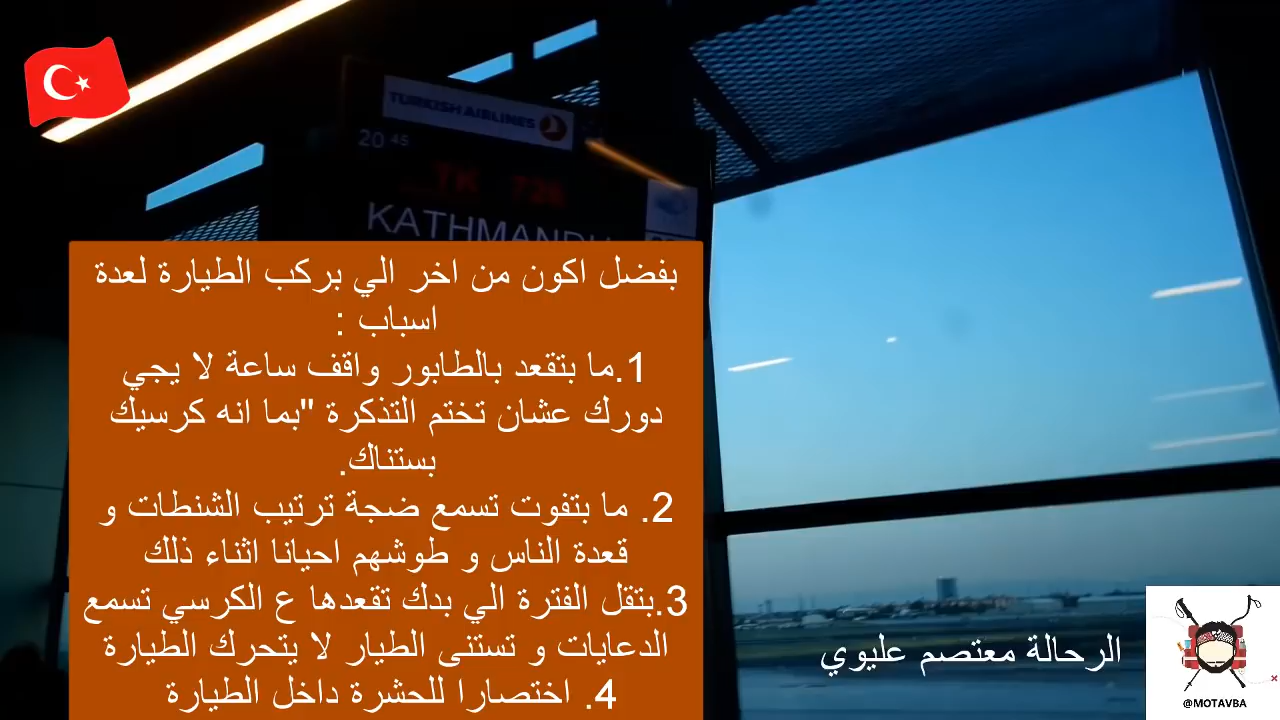 TURKISH AIRLINES
20 45
TK 726
KATHMANDU
بفضل اكون من اخر الي بركب الطيارة لعدة
اسباب :
1.ما بتقعد بالطابور واقف ساعة لا يجي
دورك عشان تختم التذكرة "بما انه كرسيك
بستناك.
2. ما بتفوت تسمع ضجة ترتيب الشنطات و
قعدة الناس و طوشهم احيانا اثناء ذلك
3.بتقل الفترة الي بدك تقعدها ع الكرسي تسمع
الدعايات و تستنى الطيار لا يتحرك الطيارة
4. اختصارا للحشرة داخل الطيارة
الرحالة معتصم عليوي
@MOTAVBA